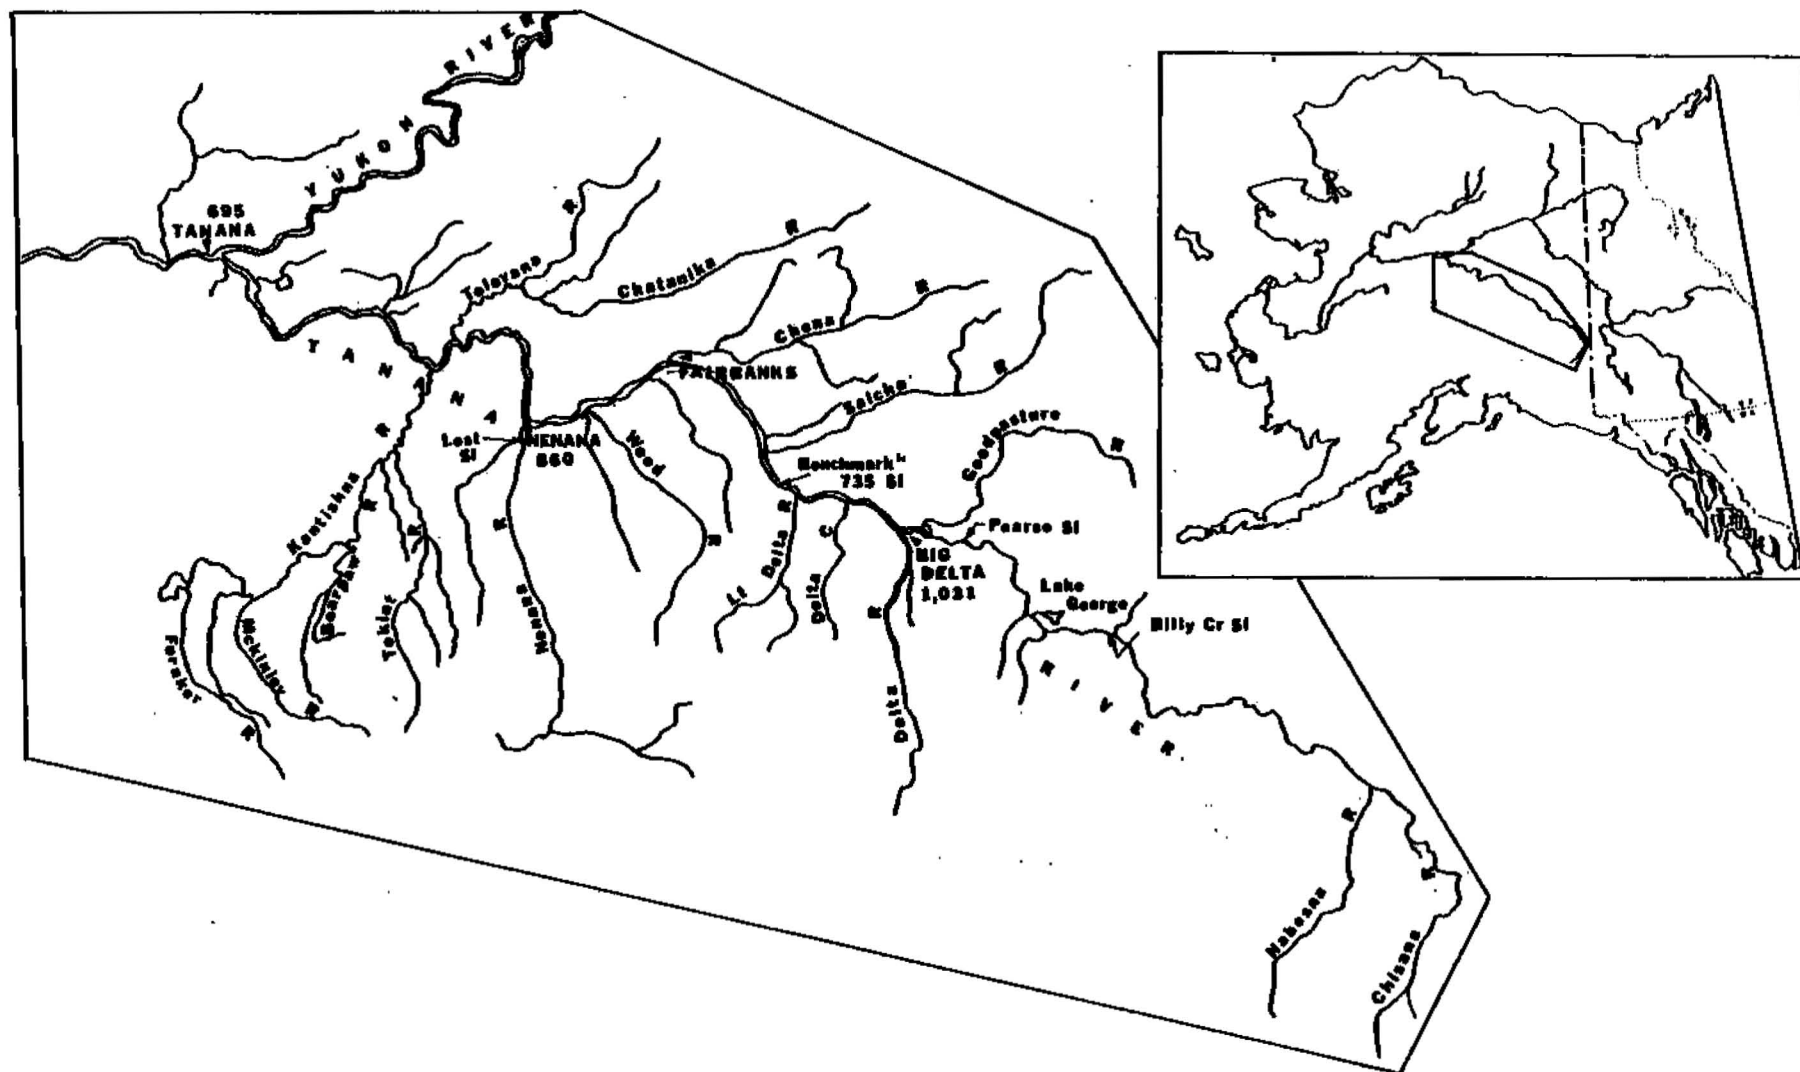 YUKON RIVER
695
TANANA
TANANA R
Tolovana R
Chatanika R
Chena R
FAIRBANKS
Salcha R
Goodpasture R
Lost
Sl
NENANA
860
Wood R
Benchmark
735 Sl
Pearse Sl
BIG
DELTA
1,031
Lake
George
Billy Cr Sl
RIVER
Kantishna R
Bearpaw R
Toklat R
McKinley R
Foraker R
Nenana R
Lt Delta R
Delta C
Delta R
Nabesna R
Chisana R